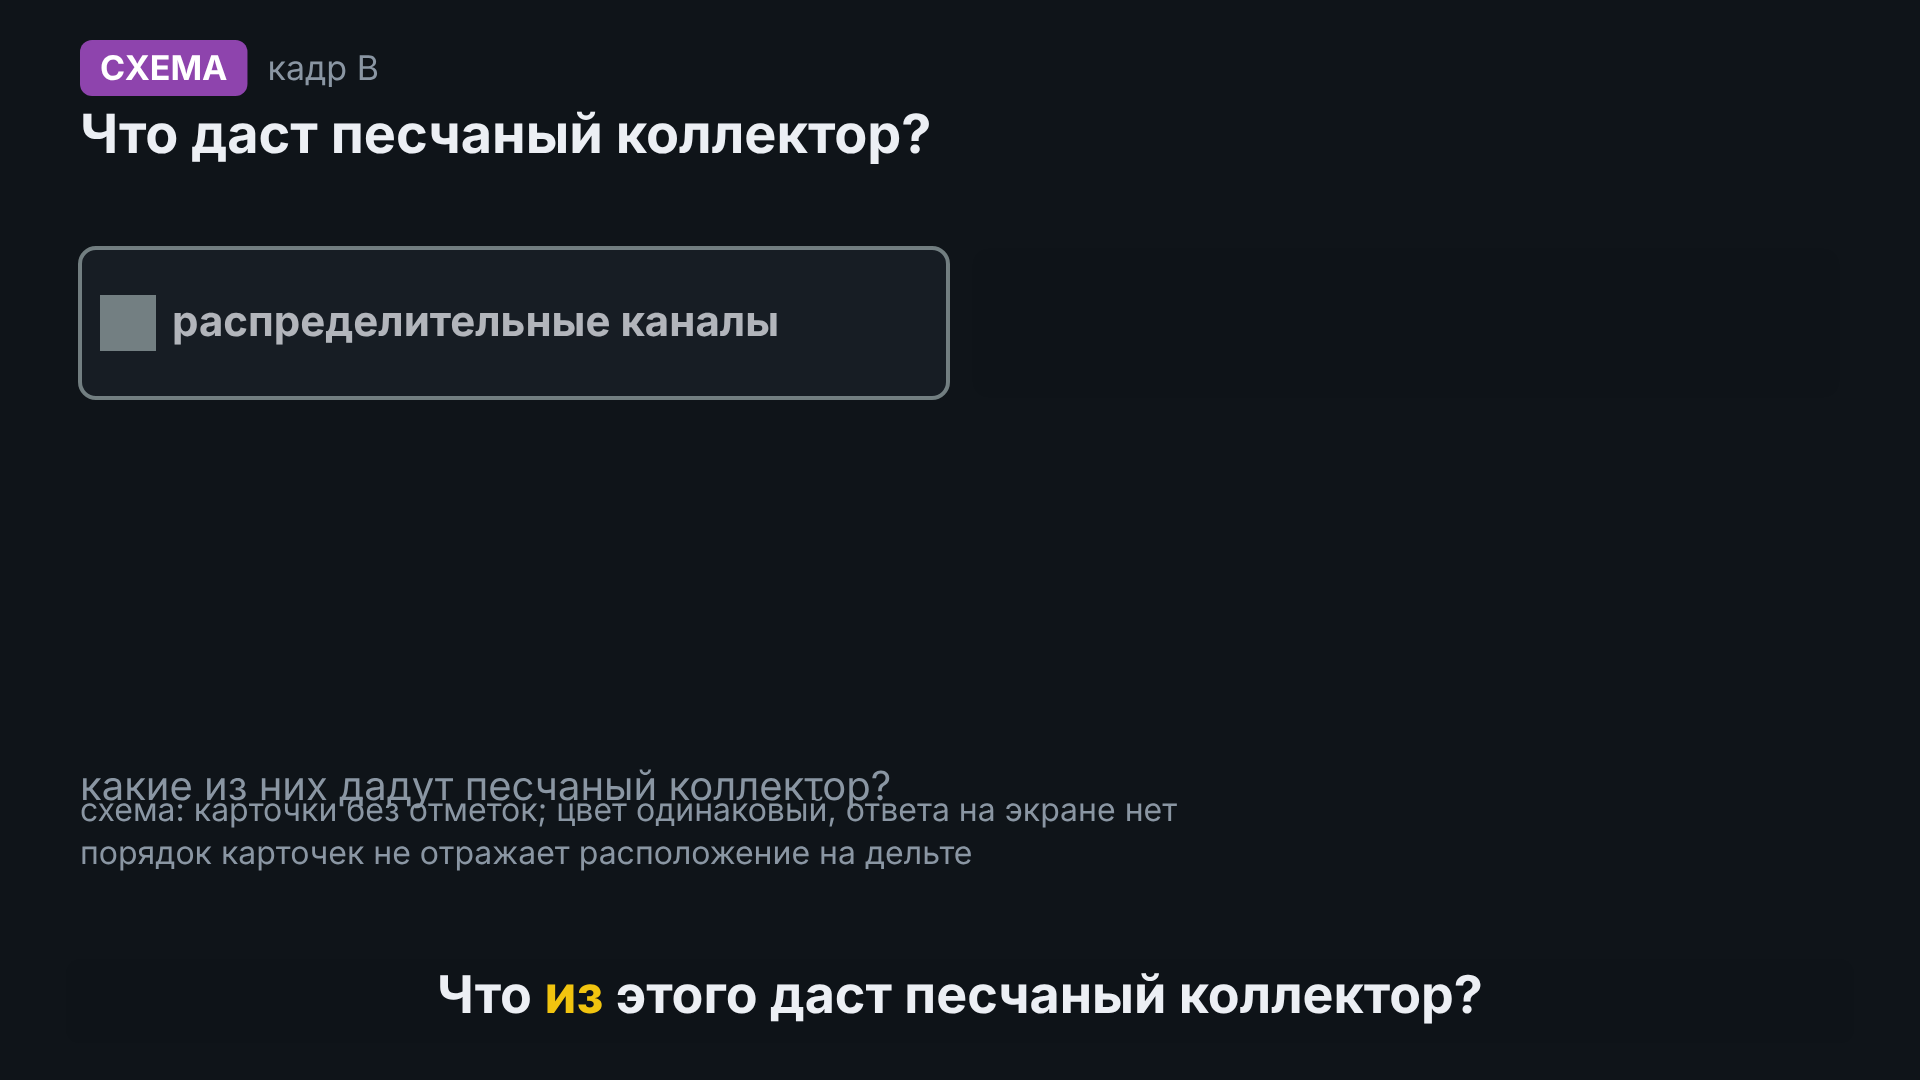 СХЕМА кадр В
Что даст песчаный коллектор?
распределительные каналы
какие из них дадут песчаный коллектор?
схема: карточки без отметок; цвет одинаковый, ответа на экране нет
порядок карточек не отражает расположение на дельте
Что из этого даст песчаный коллектор?